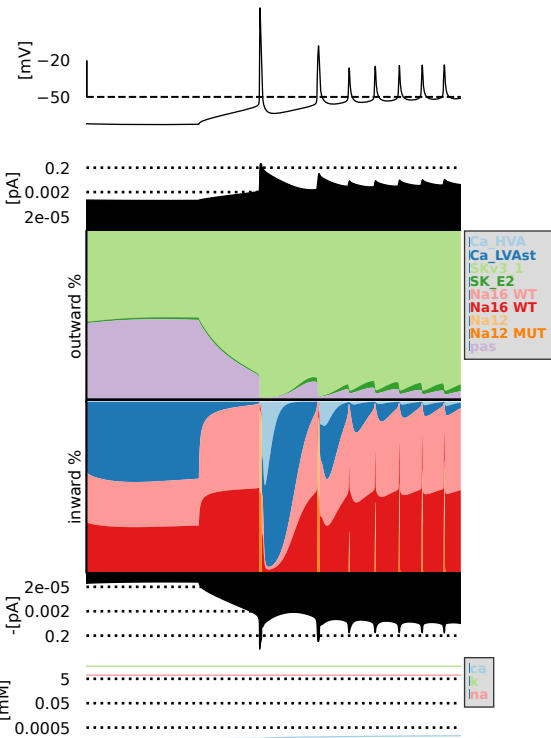 [mV]
−20
−50
[pA]
0.2
0.002
2e-05
outward %
Ca_HVA
Ca_LVAst
SKv3_1
SK_E2
Na16 WT
Na16 WT
Na12
Na12 MUT
pas
inward %
-[pA]
2e-05
0.002
0.2
[mM]
5
0.05
0.0005
ca
k
na